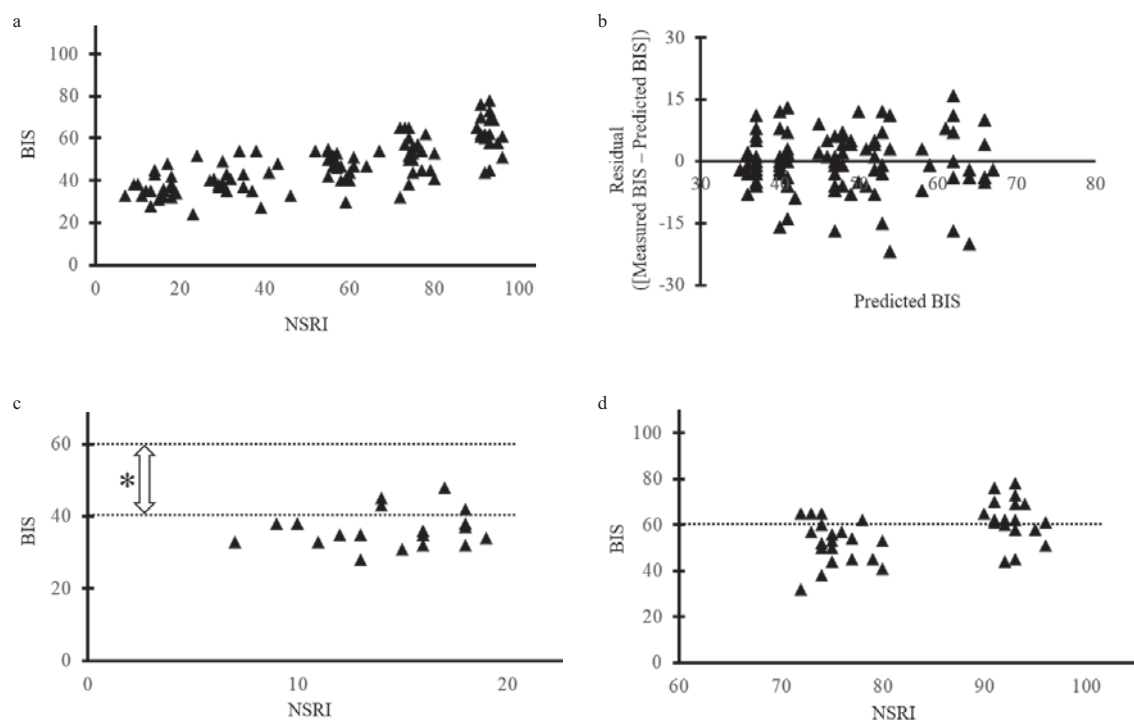 a
100
80
60
40
20
0
BIS
0 20 40 60 80 100
NSRI
b
30
15
0
-15
-30
Residual
([Measured BIS – Predicted BIS])
30 40 50 60 70 80
Predicted BIS
c
60
40
20
0
BIS
*
0 10 20
NSRI
d
100
80
60
40
20
0
BIS
60 70 80 90 100
NSRI